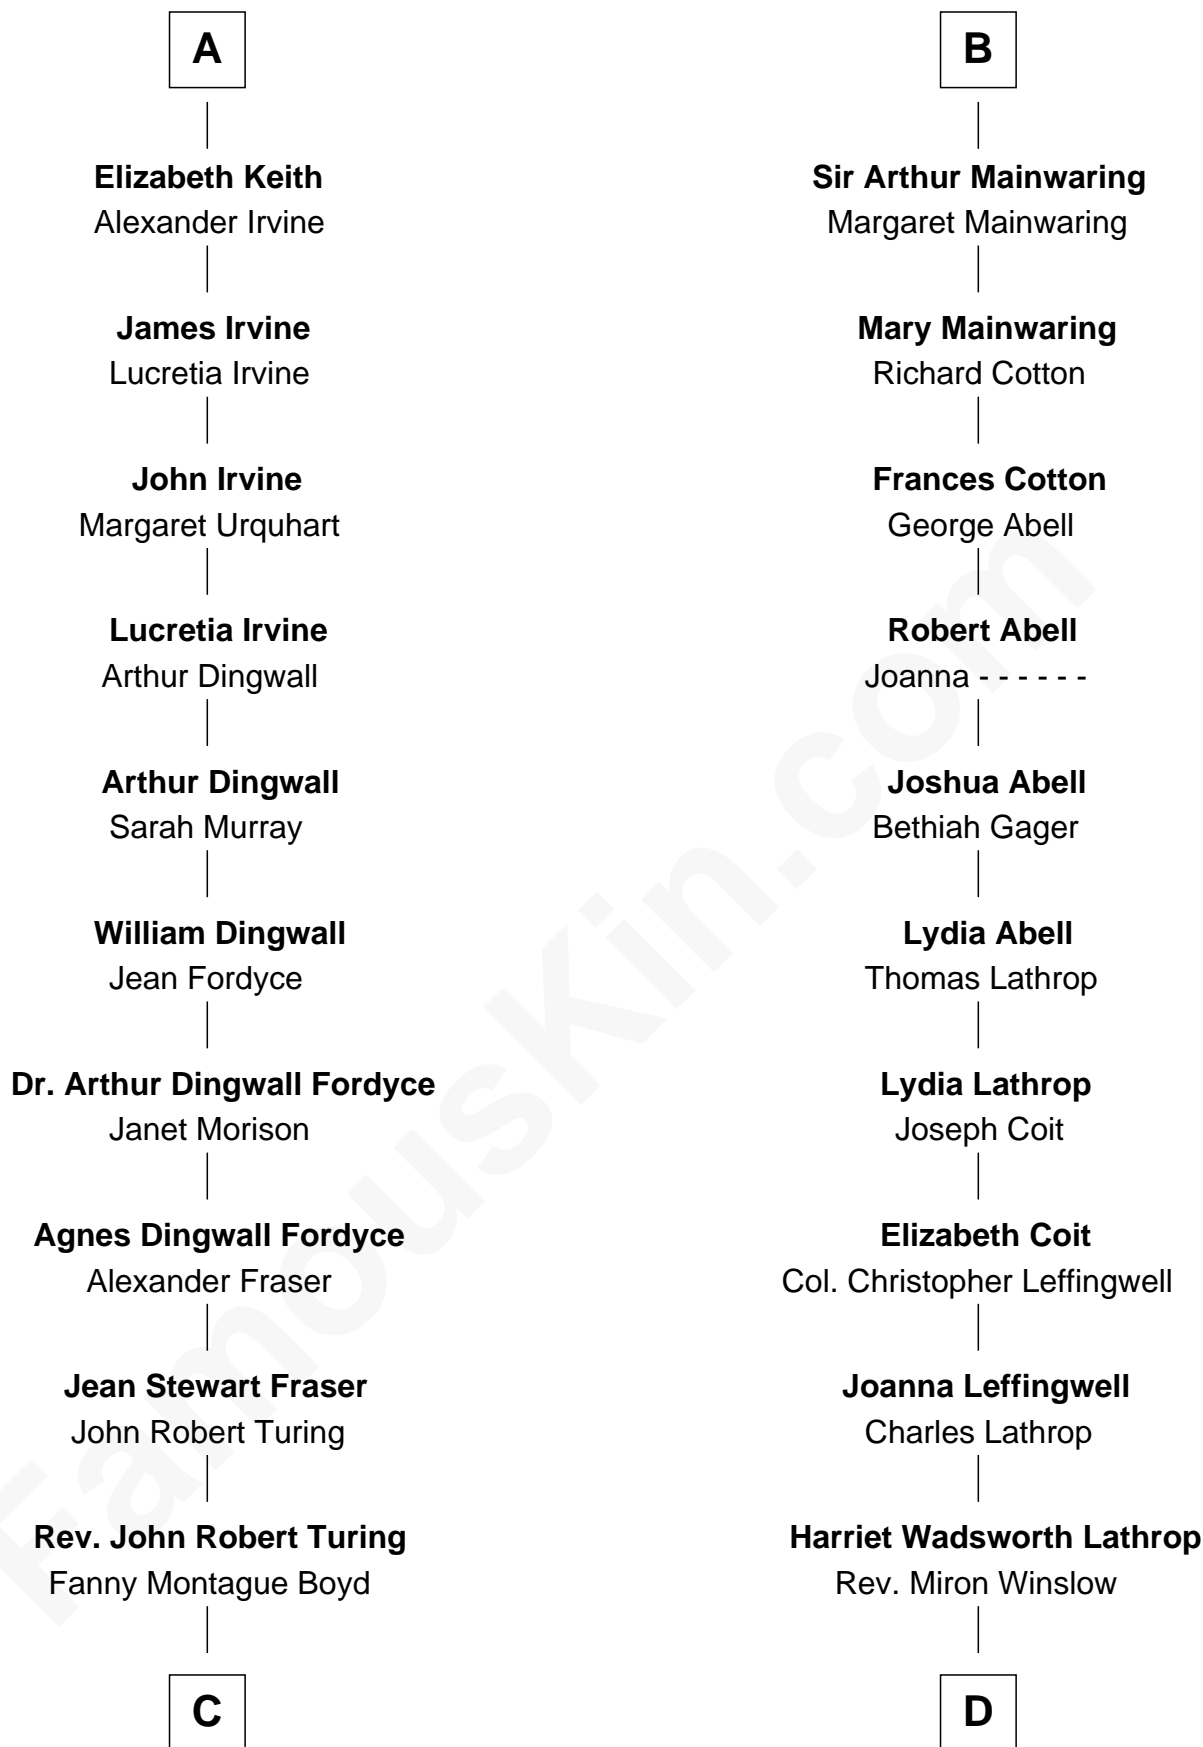 A
Elizabeth Keith
Alexander Irvine
James Irvine
Lucretia Irvine
John Irvine
Margaret Urquhart
Lucretia Irvine
Arthur Dingwall
Arthur Dingwall
Sarah Murray
William Dingwall
Jean Fordyce
Dr. Arthur Dingwall Fordyce
Janet Morison
Agnes Dingwall Fordyce
Alexander Fraser
Jean Stewart Fraser
John Robert Turing
Rev. John Robert Turing
Fanny Montague Boyd
C
B
Sir Arthur Mainwaring
Margaret Mainwaring
Mary Mainwaring
Richard Cotton
Frances Cotton
George Abell
Robert Abell
Joanna - - - - - -
Joshua Abell
Bethiah Gager
Lydia Abell
Thomas Lathrop
Lydia Lathrop
Joseph Coit
Elizabeth Coit
Col. Christopher Leffingwell
Joanna Leffingwell
Charles Lathrop
Harriet Wadsworth Lathrop
Rev. Miron Winslow
D
FamousKin.com